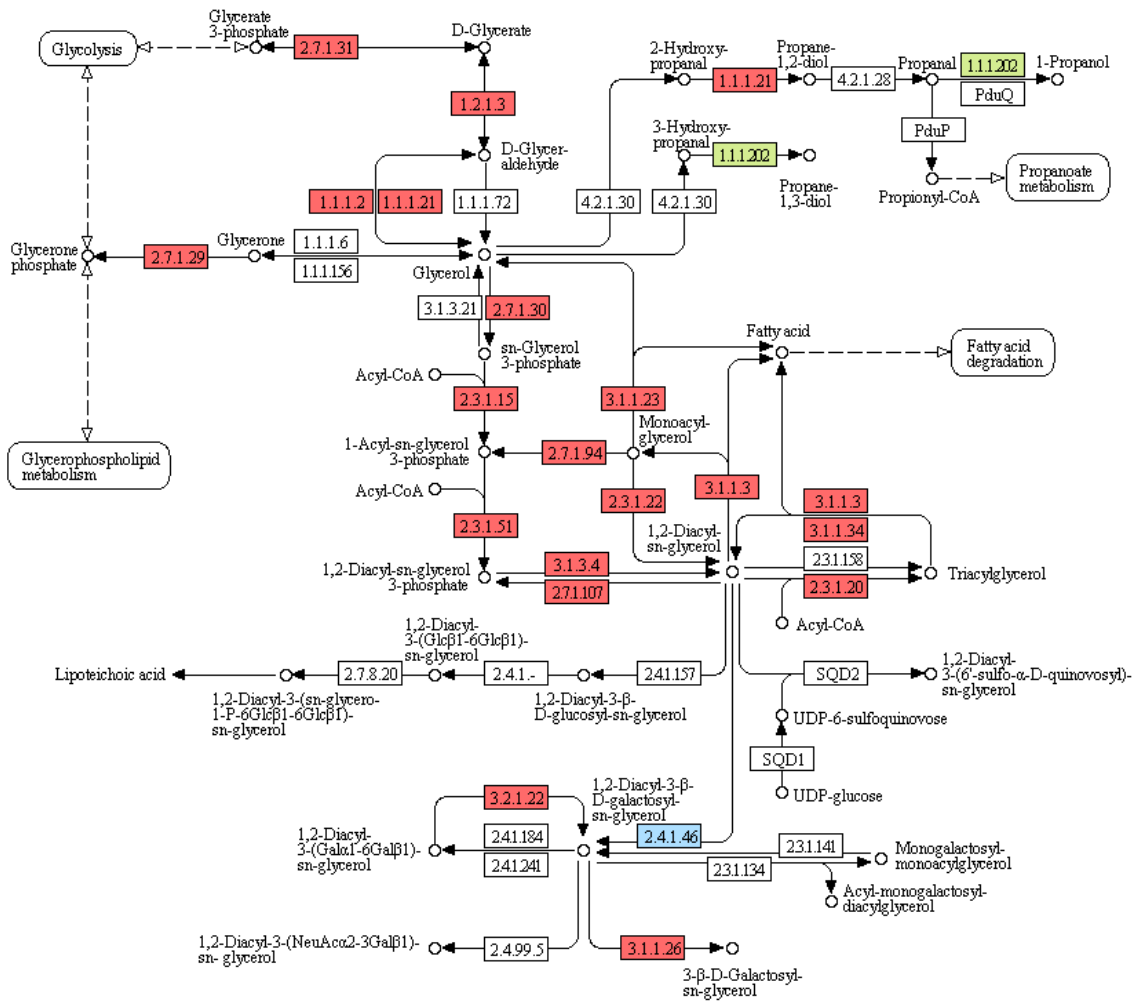 Glycerate
3-phosphate
D-Glycerate
Glycolysis
2.7.1.31
2-Hydroxy-
propanal
Propane-
1,2-diol
Propanal
1.1.1.202
1-Propanol
1.1.1.21
4.2.1.28
PduQ
1.2.1.3
3-Hydroxy-
propanal
PduP
D-Glycer-
aldehyde
1.1.1.202
Propane-
1,3-diol
Propionyl-CoA
Propanoate
metabolism
1.1.1.2
1.1.1.21
1.1.1.72
4.2.1.30
4.2.1.30
Glycerone
phosphate
2.7.1.29
Glycerone
1.1.1.6
1.1.1.156
Glycerol
3.1.3.21
2.7.1.30
sn-Glycerol
3-phosphate
Fatty acid
Fatty acid
degradation
Acyl-CoA
2.3.1.15
3.1.1.23
Monoacyl-
glycerol
1-Acyl-sn-glycerol
3-phosphate
2.7.1.94
Glycerophospholipid
metabolism
Acyl-CoA
2.3.1.22
3.1.1.3
3.1.1.3
2.3.1.51
1,2-Diacyl-
sn-glycerol
3.1.1.34
1,2-Diacyl-sn-glycerol
3-phosphate
3.1.3.4
2.7.1.107
2.3.1.158
2.3.1.20
Triacylglycerol
Acyl-CoA
1,2-Diacyl-
3-(Glcβ1-6Glcβ1)-
sn-glycerol
Lipoteichoic acid
2.7.8.20
2.4.1.-
2.4.1.157
SQD2
1,2-Diacyl-
3-(6'-sulfo-α-D-quinovosyl)-
sn-glycerol
1,2-Diacyl-3-(sn-glycero-
1-P-6Glcβ1-6Glcβ1)-
sn-glycerol
1,2-Diacyl-3-β-
D-glucosyl-sn-glycerol
UDP-6-sulfoquinovose
SQD1
UDP-glucose
3.2.1.22
1,2-Diacyl-3-β-
D-galactosyl-
sn-glycerol
1,2-Diacyl-
3-(Galα1-6Galβ1)-
sn-glycerol
2.4.1.184
2.4.1.241
2.4.1.46
2.3.1.141
2.3.1.134
Monogalactosyl-
monoacylglycerol
Acyl-monogalactosyl-
diacylglycerol
1,2-Diacyl-3-(NeuAcα2-3Galβ1)-
sn- glycerol
2.4.99.5
3.1.1.26
3-β-D-Galactosyl-
sn-glycerol